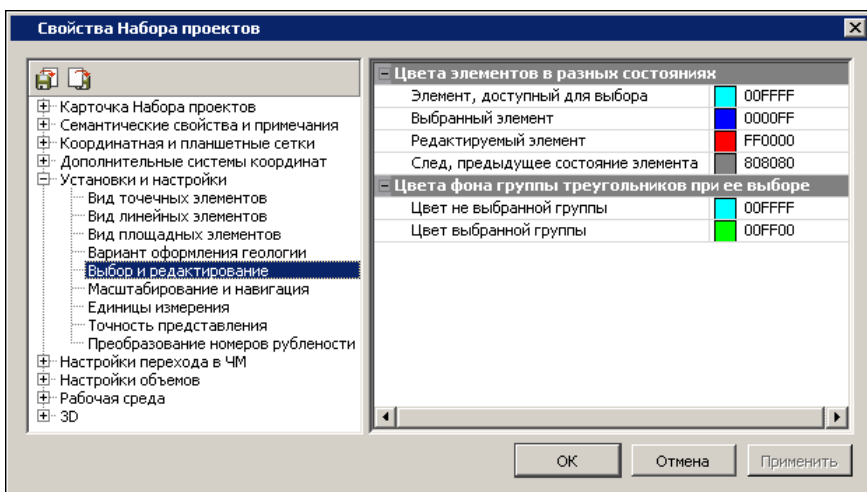 Свойства Набора проектов
Карточка Набора проектов
Семантические свойства и примечания
Координатная и планшетные сетки
Дополнительные системы координат
Установки и настройки
Вид точечных элементов
Вид линейных элементов
Вид площадных элементов
Вариант оформления геологии
Выбор и редактирование
Масштабирование и навигация
Единицы измерения
Точность представления
Преобразование номеров рублености
Настройки перехода в ЧМ
Настройки объемов
Рабочая среда
3D
Цвета элементов в разных состояниях
Элемент, доступный для выбора 00FFFF
Выбранный элемент 0000FF
Редактируемый элемент FF0000
След, предыдущее состояние элемента 808080
Цвета фона группы треугольников при ее выборе
Цвет не выбранной группы 00FFFF
Цвет выбранной группы 00FF00
ОК Отмена Применить